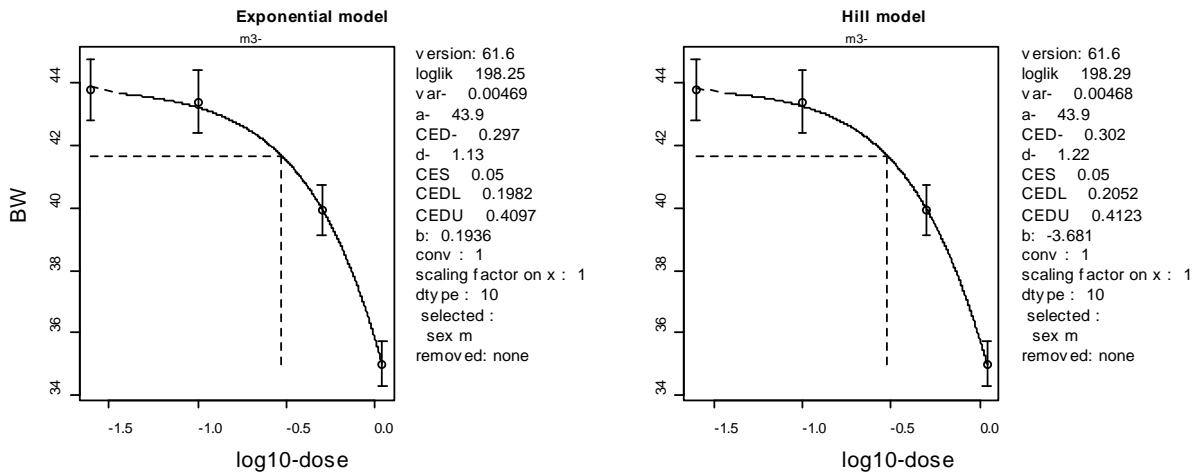 Exponential model
m3-
44
42
40
38
36
34
BW
-1.5 -1.0 -0.5 0.0
log10-dose
version: 61.6
loglik 198.25
var- 0.00469
a- 43.9
CED- 0.297
d- 1.13
CES 0.05
CEDL 0.1982
CEDU 0.4097
b: 0.1936
conv : 1
scaling factor on x : 1
dtype : 10
selected :
sex m
removed: none
Hill model
m3-
44
42
40
38
36
34
-1.5 -1.0 -0.5 0.0
log10-dose
version: 61.6
loglik 198.29
var- 0.00468
a- 43.9
CED- 0.302
d- 1.22
CES 0.05
CEDL 0.2052
CEDU 0.4123
b: -3.681
conv : 1
scaling factor on x : 1
dtype : 10
selected :
sex m
removed: none